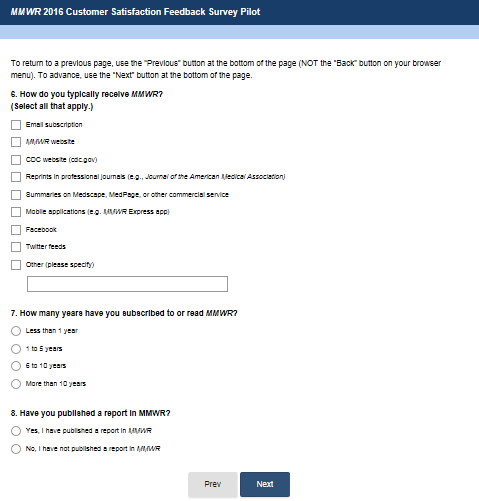 MMWR 2016 Customer Satisfaction Feedback Survey Pilot
To return to a previous page, use the "Previous" button at the bottom of the page (NOT the "Back" button on your browser
menu). To advance, use the "Next" button at the bottom of the page.
6. How do you typically receive MMWR?
(Select all that apply.)
Email subscription
MMWR website
CDC website (cdc.gov)
Reprints in professional journals (e.g., Journal of the American Medical Association)
Summaries on Medscape, MedPage, or other commercial service
Mobile applications (e.g. MMWR Express app)
Facebook
Twitter feeds
Other (please specify)
7. How many years have you subscribed to or read MMWR?
Less than 1 year
1 to 5 years
6 to 10 years
More than 10 years
8. Have you published a report in MMWR?
Yes, I have published a report in MMWR
No, I have not published a report in MMWR
Prev Next